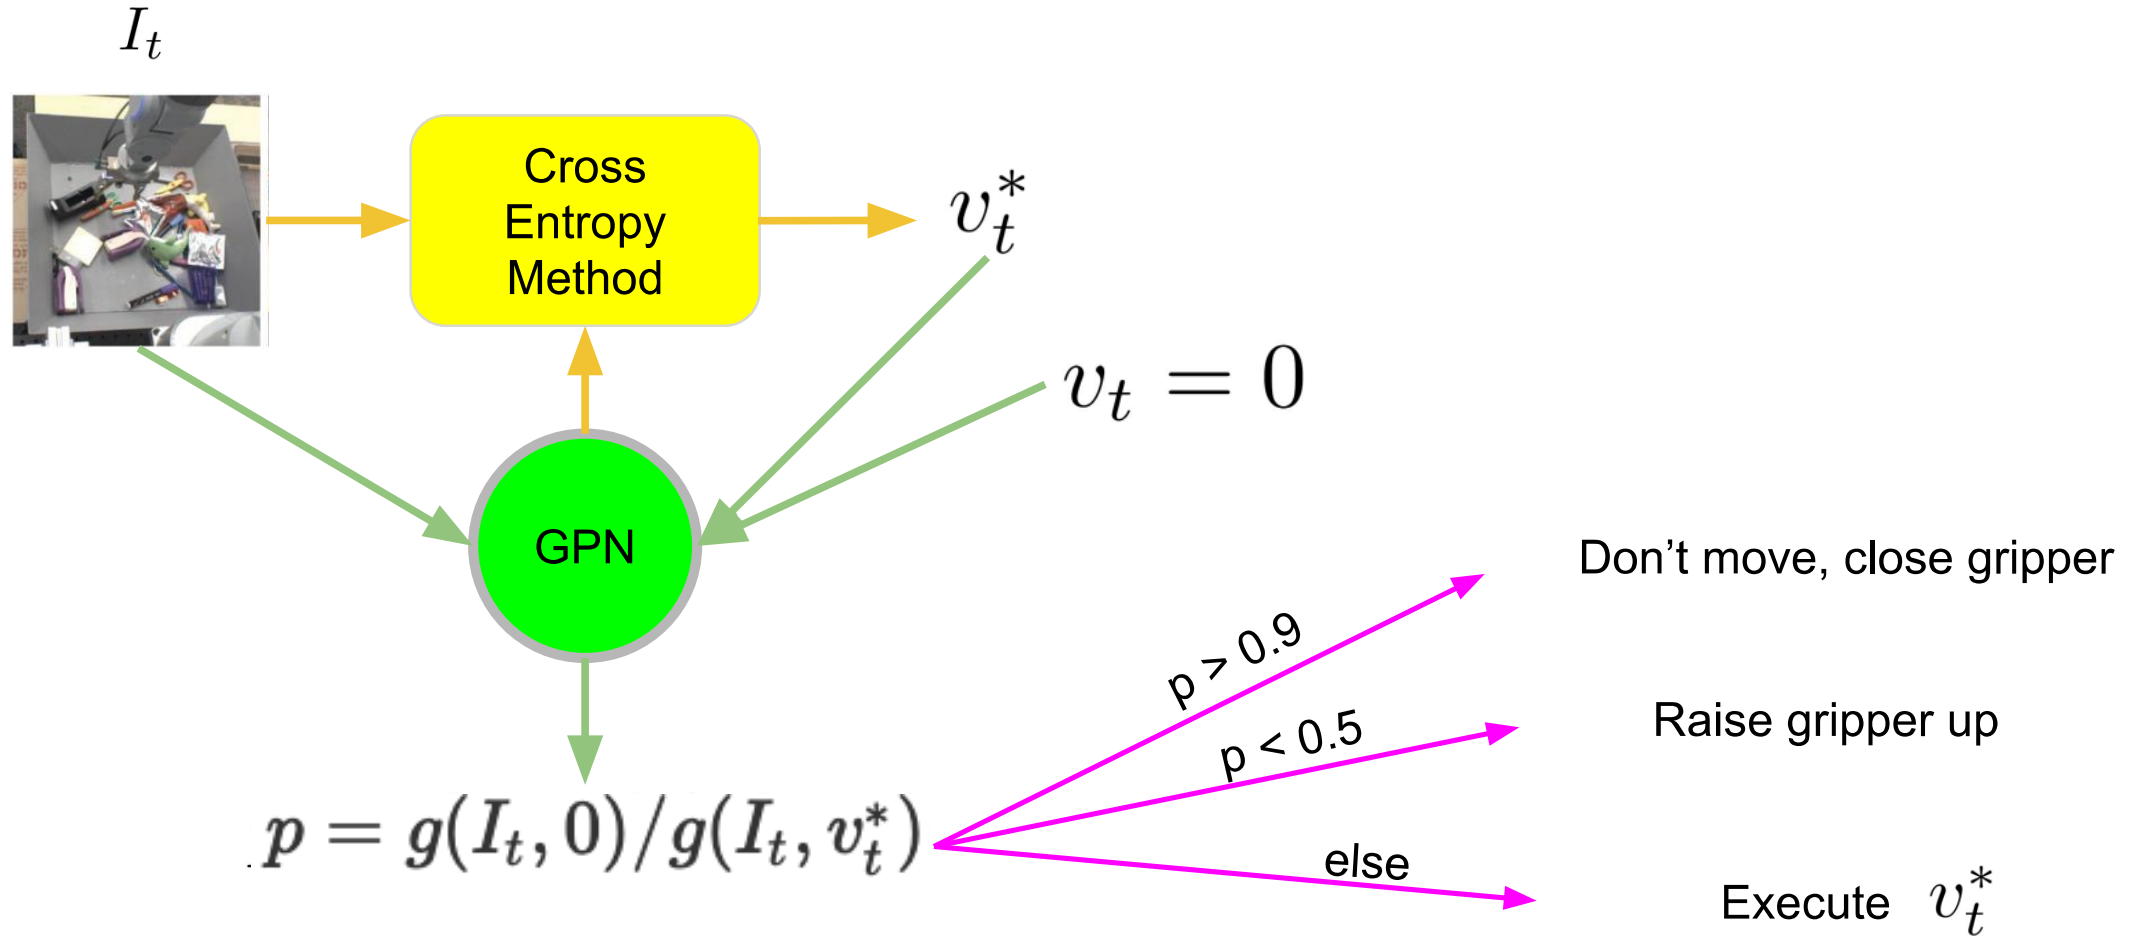 I_t
Cross
Entropy
Method
v_t^*
v_t = 0
GPN
Don't move, close gripper
p > 0.9
Raise gripper up
p < 0.5
p = g(I_t, 0)/g(I_t, v_t^*)
else
Execute v_t^*